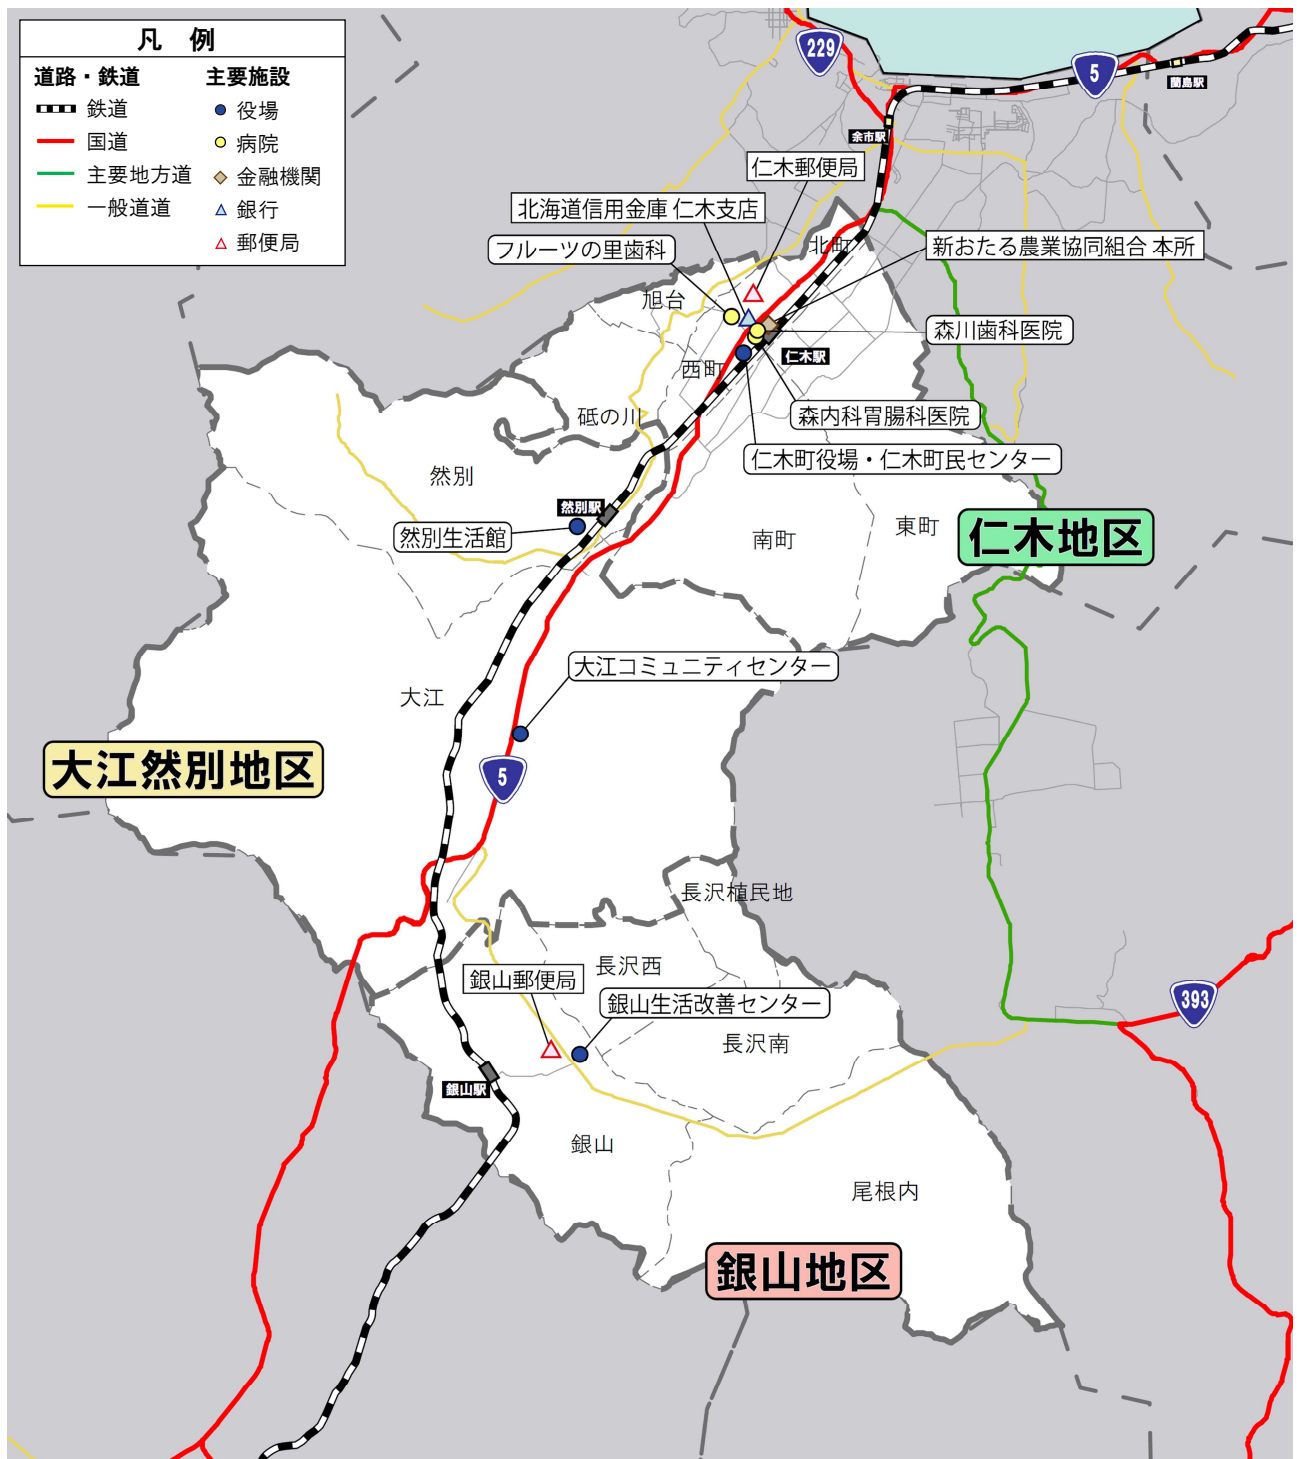 凡 例
道路・鉄道
主要施設
鉄道
国道
主要地方道
一般道道
役場
病院
金融機関
銀行
郵便局
229
5
蘭島駅
余市駅
仁木郵便局
北海道信用金庫 仁木支店
フルーツの里歯科
北町
新おたる農業協同組合 本所
旭台
森川歯科医院
仁木駅
西町
森内科胃腸科医院
砥の川
仁木町役場・仁木町民センター
然別
然別駅
然別生活館
南町
東町
仁木地区
大江コミュニティセンター
大江
大江然別地区
5
長沢植民地
長沢西
銀山郵便局
銀山生活改善センター
393
長沢南
銀山駅
銀山
尾根内
銀山地区